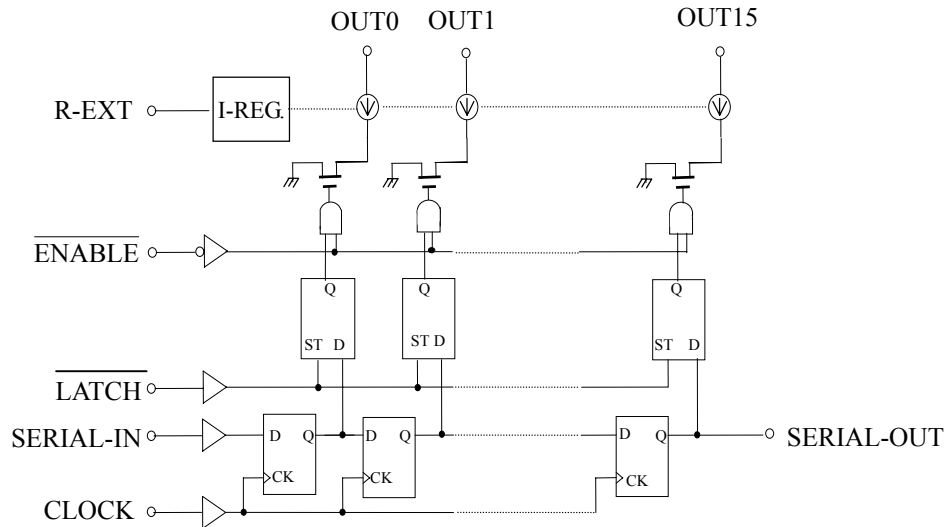 OUT0 OUT1 OUT15
R-EXT I-REG.
ENABLE
Q Q Q
ST D ST D ST D
LATCH
SERIAL-IN D Q D Q D Q SERIAL-OUT
CK CK CK
CLOCK